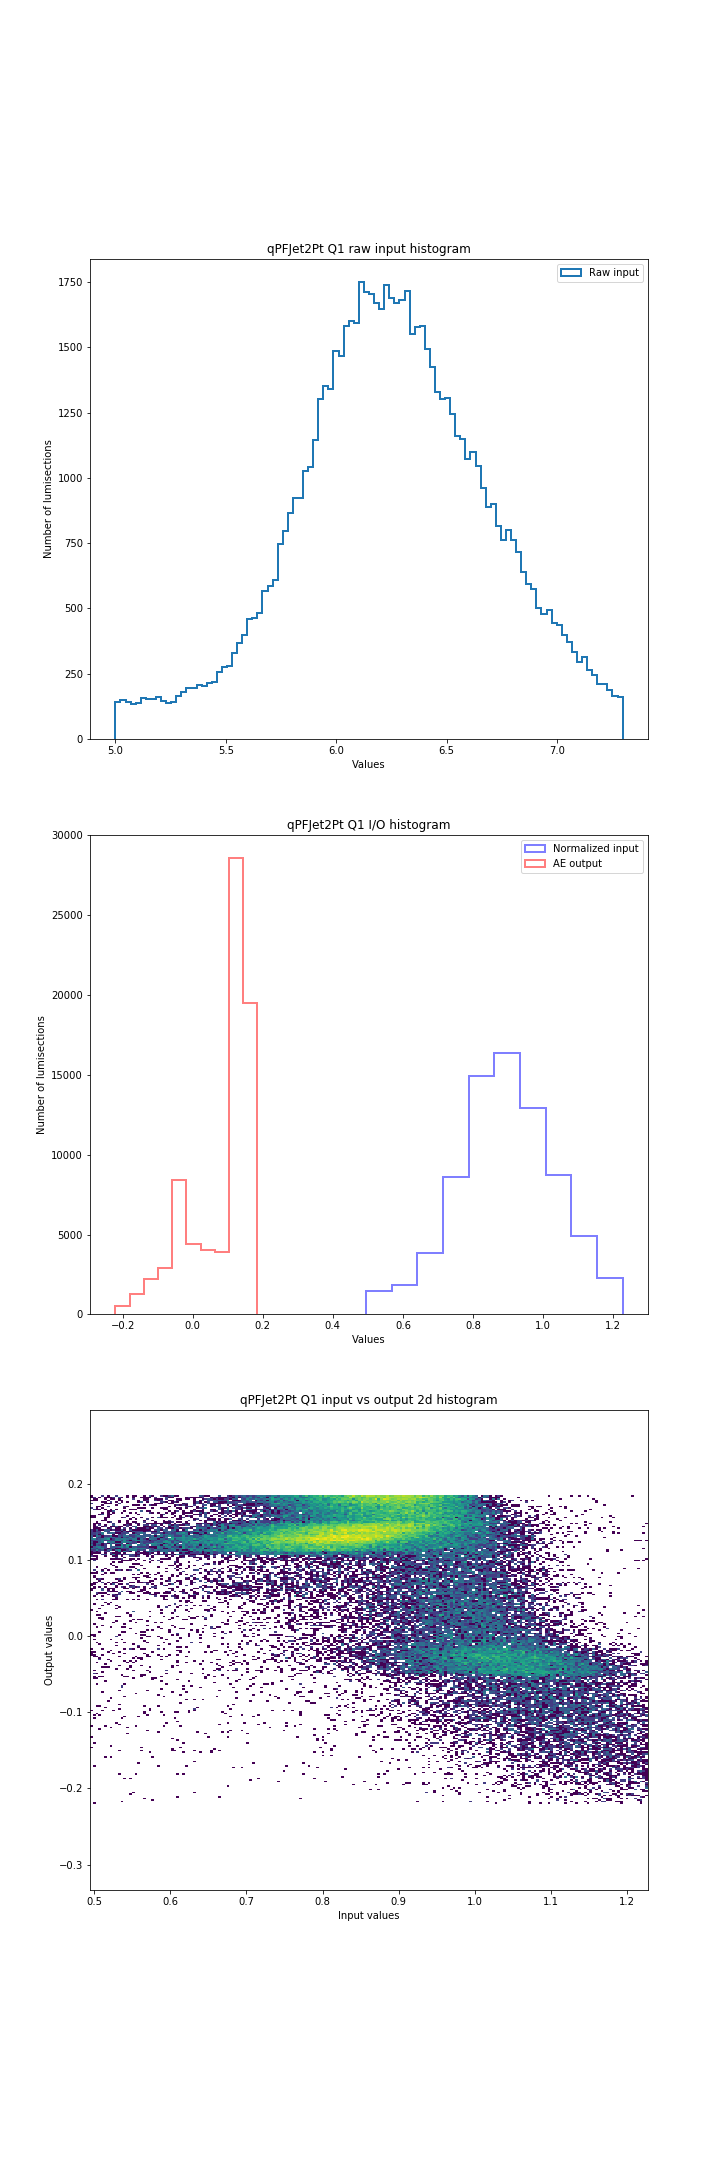 qPFJet2Pt Q1 raw input histogram
Raw input
1750
1500
1250
1000
750
500
250
0
Number of lumisections
5.0 5.5 6.0 6.5 7.0
Values
qPFJet2Pt Q1 I/O histogram
Normalized input
AE output
30000
25000
20000
15000
10000
5000
0
Number of lumisections
−0.2 0.0 0.2 0.4 0.6 0.8 1.0 1.2
Values
qPFJet2Pt Q1 input vs output 2d histogram
0.2
0.1
0.0
−0.1
−0.2
−0.3
Output values
0.5 0.6 0.7 0.8 0.9 1.0 1.1 1.2
Input values